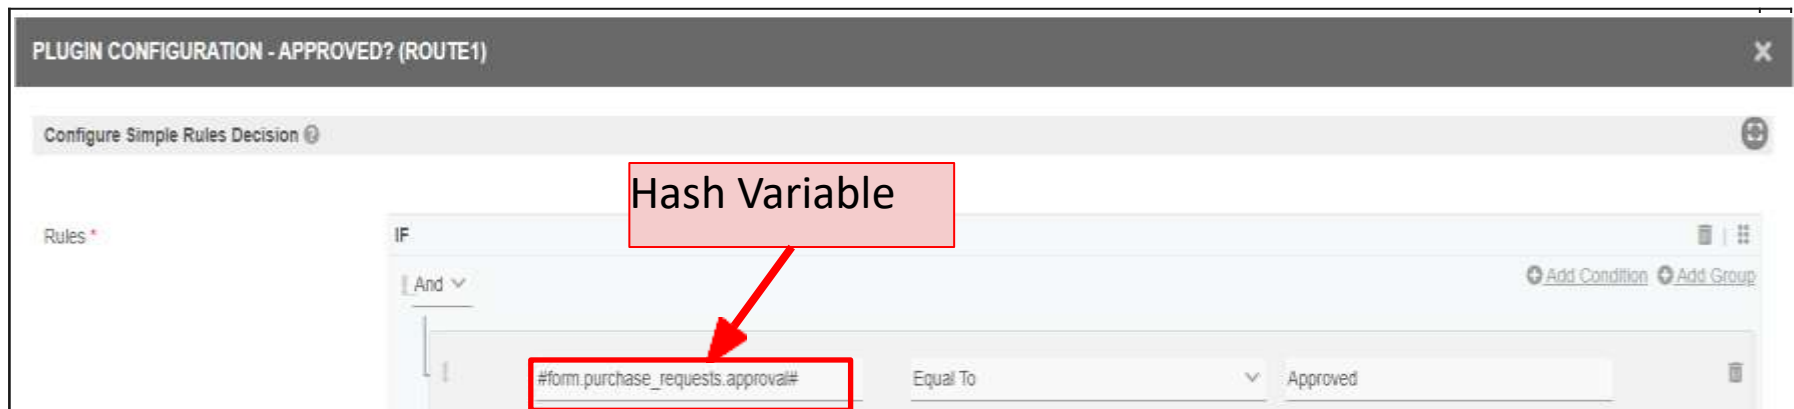 PLUGIN CONFIGURATION - APPROVED? (ROUTE1)
Configure Simple Rules Decision
Hash Variable
Rules *
IF
And
Add Condition Add Group
#form.purchase_requests.approval# Equal To Approved